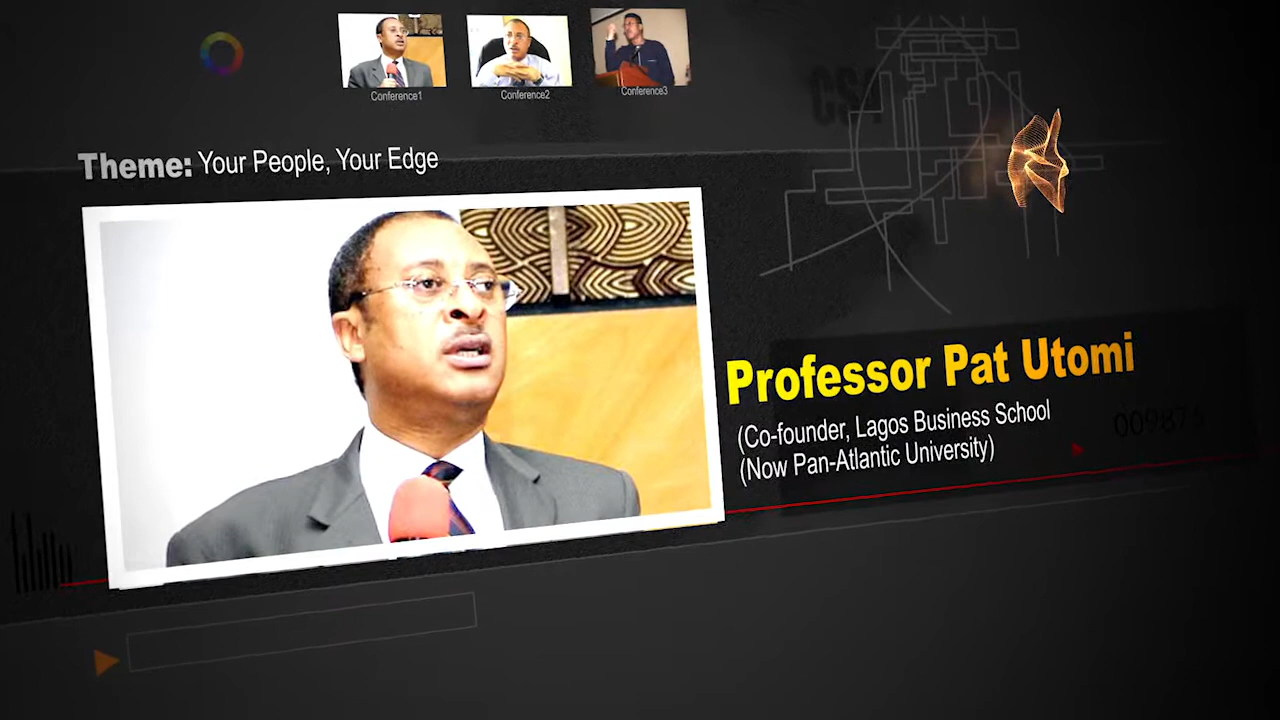 Conference1
Conference2
Conference3
Theme: Your People, Your Edge
Professor Pat Utomi
(Co-founder, Lagos Business School
(Now Pan-Atlantic University)